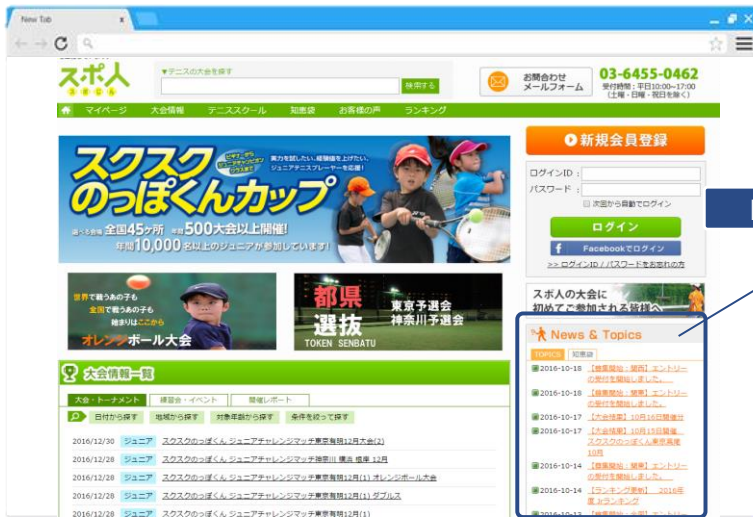 New Tab
x
スポ人
スポじん
▼テニスの大会を探す
検索する
お問合わせ
メールフォーム
03-6455-0462
受付時間：平日10:00~17:00
（土曜・日曜・祝日を除く）
マイページ 大会情報 テニススクール 知恵袋 お客様の声 ランキング
スクスク
のっぽくんカップ
ビギナーから
実力を試したい、経験値を上げたい、
ジュニアテニスプレーヤーを応援！
選べる会場 全国45ヶ所 年間500大会以上開催！
年間10,000名以上のジュニアが参加しています！
新規会員登録
ログインID：
パスワード：
次回から自動でログイン
ログイン
f Facebookでログイン
>> ログインID / パスワードをお忘れの方
世界で戦うあの子も
全国で戦うあの子も
始まりはここから
オレンジボール大会
都県
選抜
TOKEN SENBATU
東京予選会
神奈川予選会
スポ人の大会に
初めてご参加される皆様へ
News & Topics
TOPICS 知恵袋
2016-10-18 【募集開始：関西】エントリー
の受付を開始しました。
2016-10-18 【募集開始：関東】エントリー
の受付を開始しました。
2016-10-17 【大会結果】10月16日開催分
2016-10-17 【大会結果】10月15日開催
スクスクのっぽくん東京高尾
10月
2016-10-14 【募集開始：関東】エントリー
の受付を開始しました。
2016-10-14 【ランキング更新】 2016年
度 Jrランキング
大会情報一覧
大会・トーナメント 練習会・イベント 開催レポート
日付から探す 地域から探す 対象年齢から探す 条件を絞って探す
2016/12/30 ジュニア スクスクのっぽくん ジュニアチャレンジマッチ東京有明12月大会(2)
2016/12/28 ジュニア スクスクのっぽくん ジュニアチャレンジマッチ神奈川 横浜 根岸 12月
2016/12/28 ジュニア スクスクのっぽくん ジュニアチャレンジマッチ東京有明12月(1) オレンジボール大会
2016/12/28 ジュニア スクスクのっぽくん ジュニアチャレンジマッチ東京有明12月(1) ダブルス
2016/12/28 ジュニア スクスクのっぽくん ジュニアチャレンジマッチ東京有明12月(1)